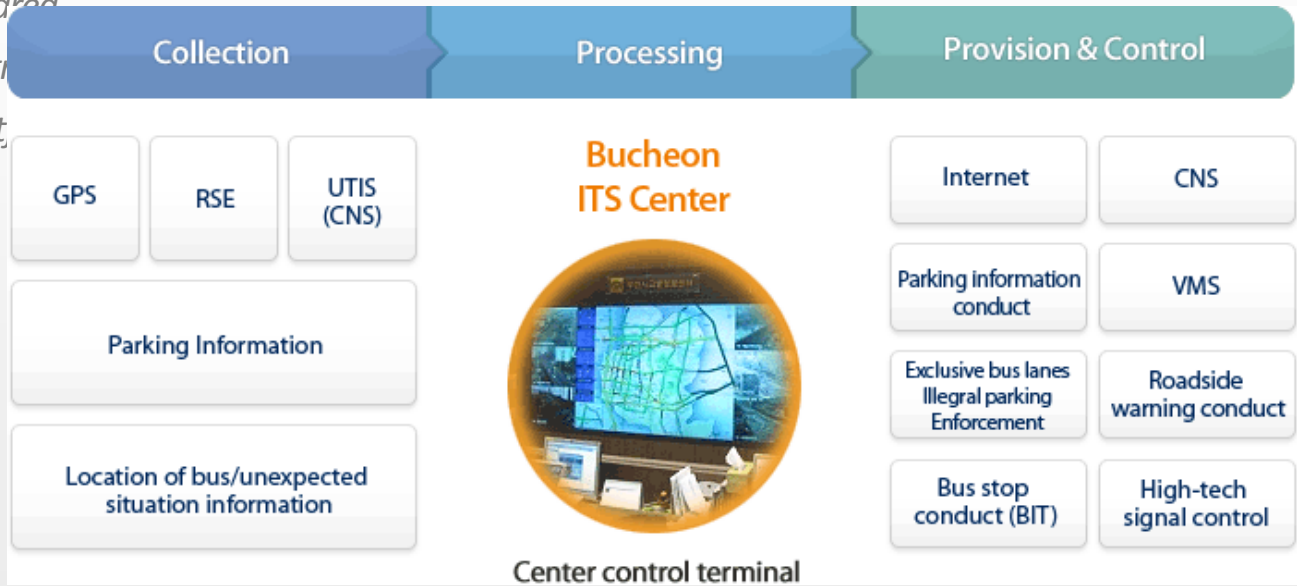 Collection
Processing
Provision & Control
GPS
RSE
UTIS
(CNS)
Parking Information
Location of bus/unexpected
situation information
Bucheon
ITS Center
Center control terminal
Internet
CNS
Parking information
conduct
VMS
Exclusive bus lanes
Illegral parking
Enforcement
Roadside
warning conduct
Bus stop
conduct (BIT)
High-tech
signal control